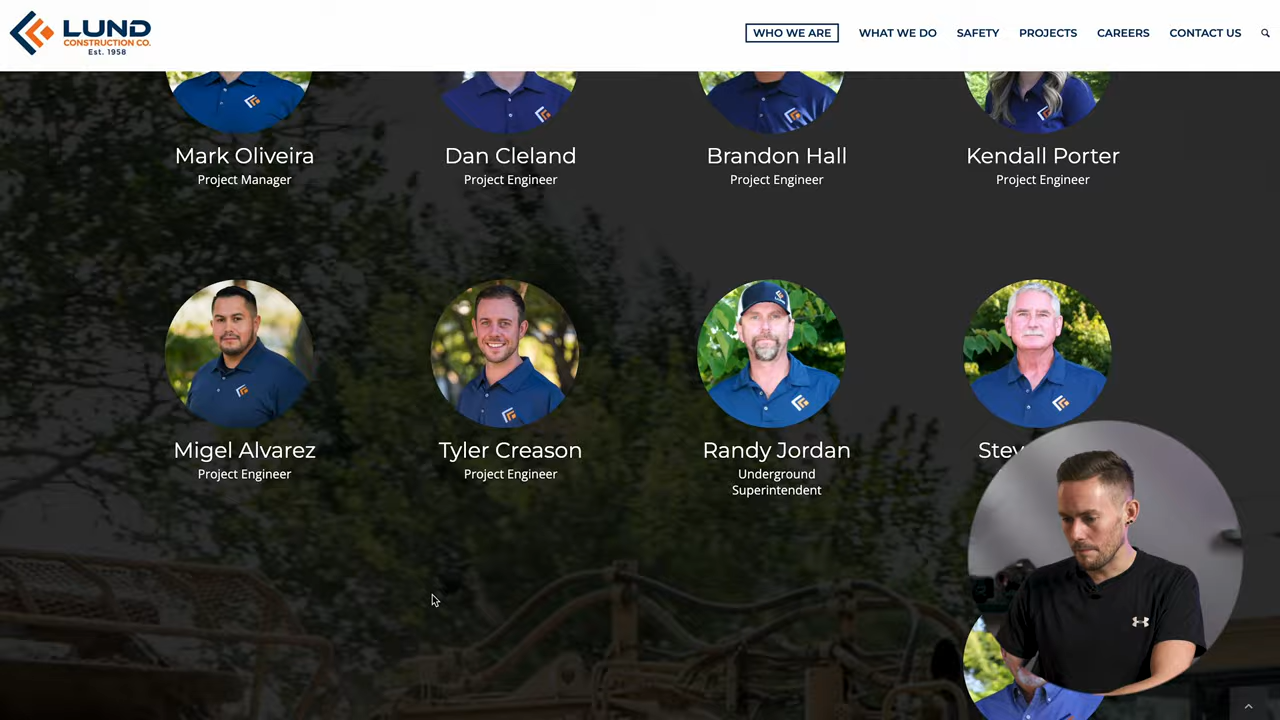 LUND
CONSTRUCTION CO.
Est. 1958
WHO WE ARE
WHAT WE DO
SAFETY
PROJECTS
CAREERS
CONTACT US
Mark Oliveira
Project Manager
Dan Cleland
Project Engineer
Brandon Hall
Project Engineer
Kendall Porter
Project Engineer
Migel Alvarez
Project Engineer
Tyler Creason
Project Engineer
Randy Jordan
Underground
Superintendent